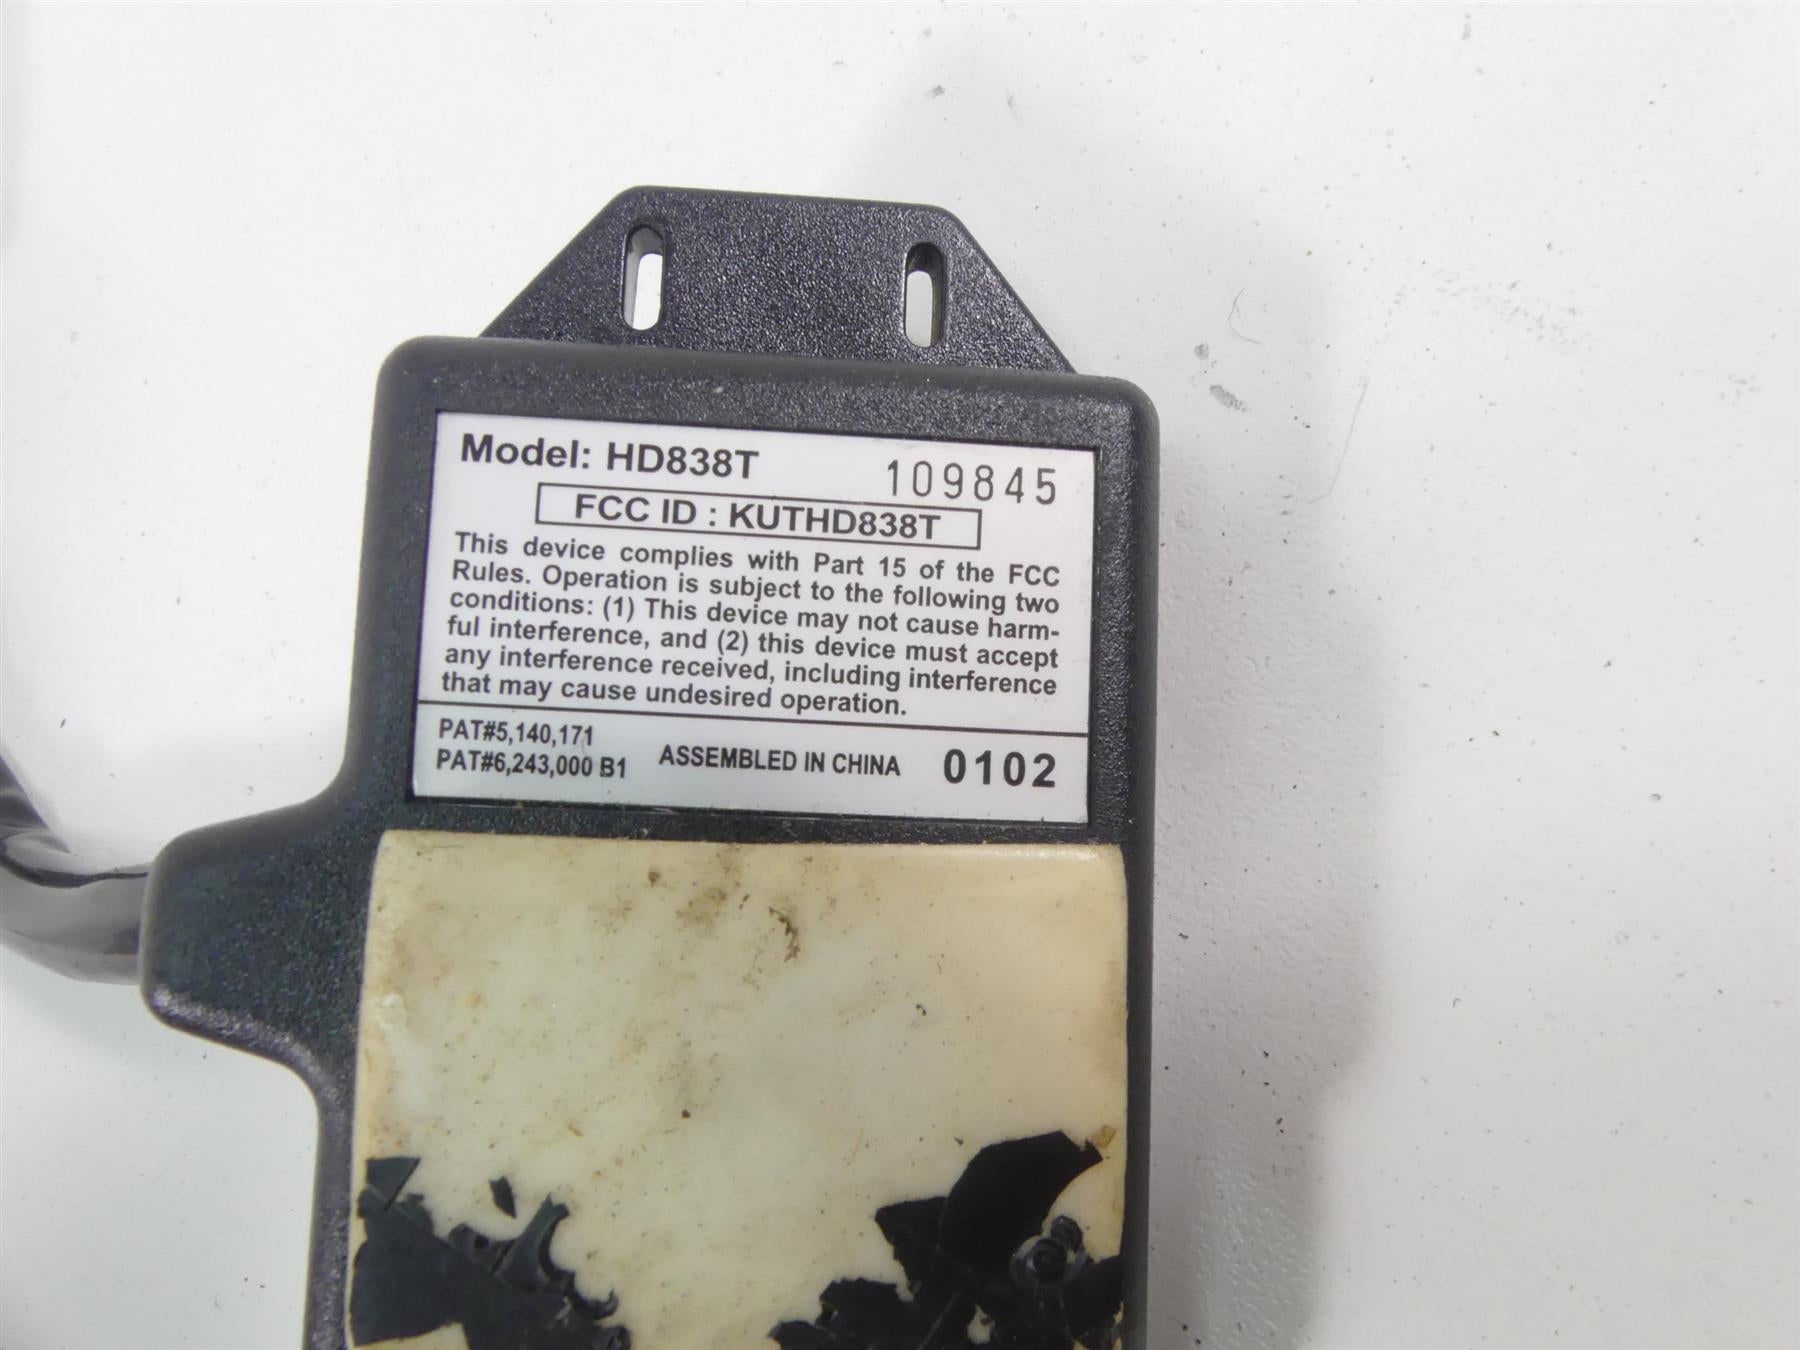 Model: HD838T 109845
FCC ID : KUTHD838T
This device complies with Part 15 of the FCC
Rules. Operation is subject to the following two
conditions: (1) This device may not cause harm-
ful interference, and (2) this device must accept
any interference received, including interference
that may cause undesired operation.
PAT#5,140,171
PAT#6,243,000 B1 ASSEMBLED IN CHINA 0102